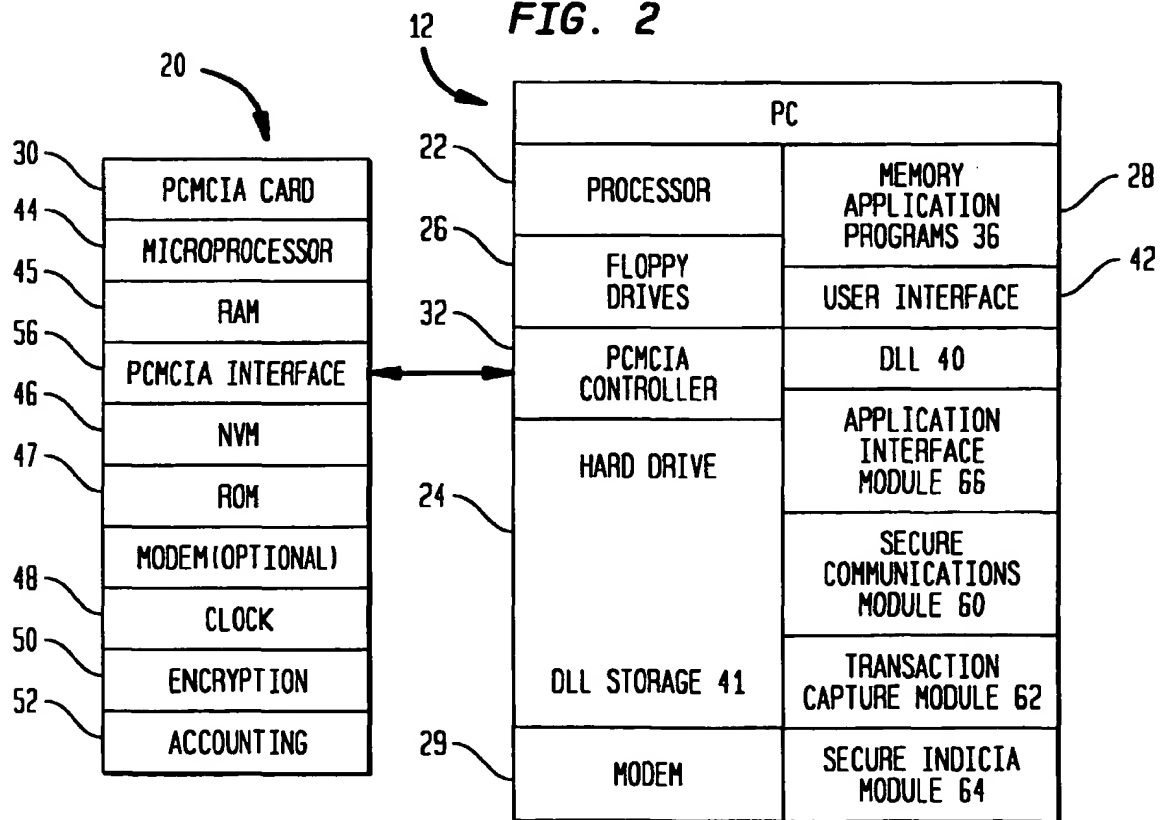 FIG. 2
12
20
30
PCMCIA CARD
44
MICROPROCESSOR
45
RAM
56
PCMCIA INTERFACE
46
NVM
47
ROM
MODEM(OPTIONAL)
48
CLOCK
50
ENCRYPTION
52
ACCOUNTING
PC
22
PROCESSOR
26
FLOPPY
DRIVES
32
PCMCIA
CONTROLLER
24
HARD DRIVE
DLL STORAGE 41
29
MODEM
MEMORY
APPLICATION
PROGRAMS 36
28
USER INTERFACE
42
DLL 40
APPLICATION
INTERFACE
MODULE 66
SECURE
COMMUNICATIONS
MODULE 60
TRANSACTION
CAPTURE MODULE 62
SECURE INDICIA
MODULE 64